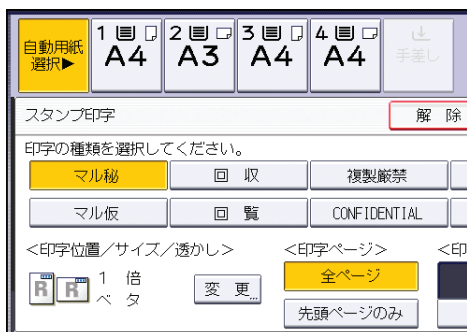 自動用紙
選択▶
1
A4
2
A3
3
A4
4
A4
手差し
スタンプ印字
解 除
印字の種類を選択してください。
マル秘
回 収
複製厳禁
マル仮
回 覧
CONFIDENTIAL
<印字位置/サイズ/透かし>
<印字ページ>
<印
R R
1 倍
ベ タ
変 更...
全ページ
先頭ページのみ